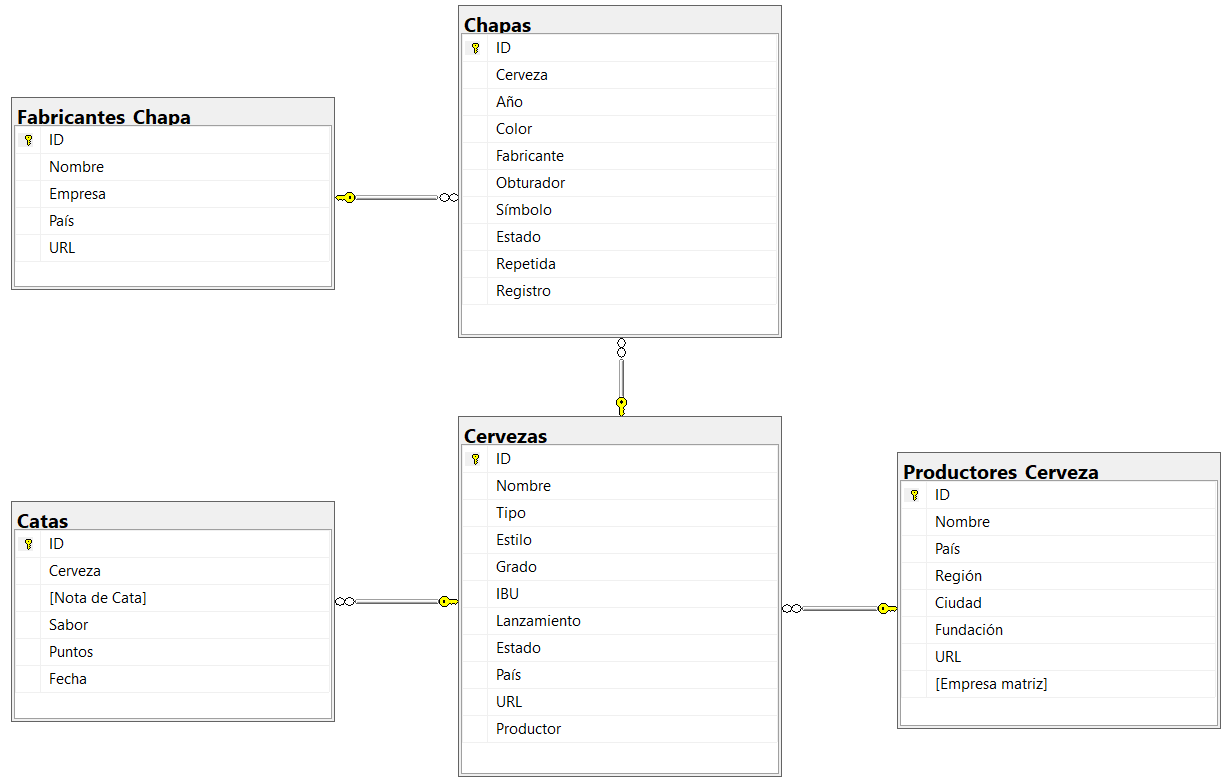 Chapas
ID
Cerveza
Año
Color
Fabricante
Obturador
Símbolo
Estado
Repetida
Registro
Fabricantes_Chapa
ID
Nombre
Empresa
País
URL
Cervezas
ID
Nombre
Tipo
Estilo
Grado
IBU
Lanzamiento
Estado
País
URL
Productor
Catas
ID
Cerveza
[Nota de Cata]
Sabor
Puntos
Fecha
Productores_Cerveza
ID
Nombre
País
Región
Ciudad
Fundación
URL
[Empresa matriz]